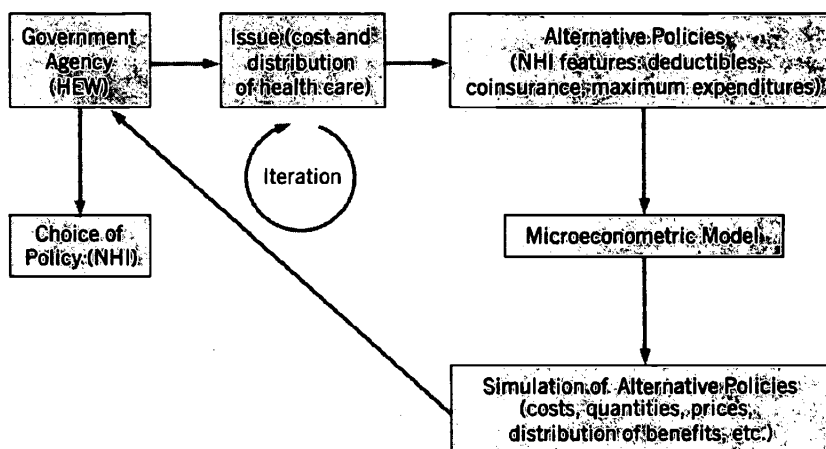 Government
Agency
(HEW)
Issue (cost and
distribution
of health care)
Alternative Policies
(NHI features: deductibles,
coinsurance, maximum expenditures)
Iteration
Choice of
Policy (NHI)
Microeconometric Model
Simulation of Alternative Policies
(costs, quantities, prices,
distribution of benefits, etc.)